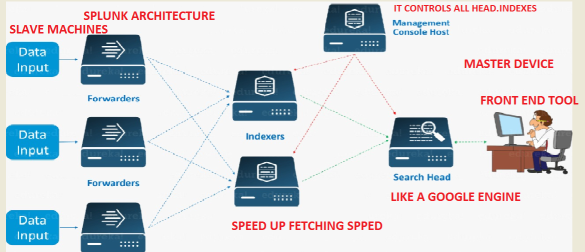 SPLUNK ARCHITECTURE
IT CONTROLS ALL HEAD.INDEXES
SLAVE MACHINES
Management
Console Host
Data
Input
Forwarders
MASTER DEVICE
FRONT END TOOL
Data
Input
Forwarders
Indexers
Search Head
LIKE A GOOGLE ENGINE
SPEED UP FETCHING SPPED
Data
Input